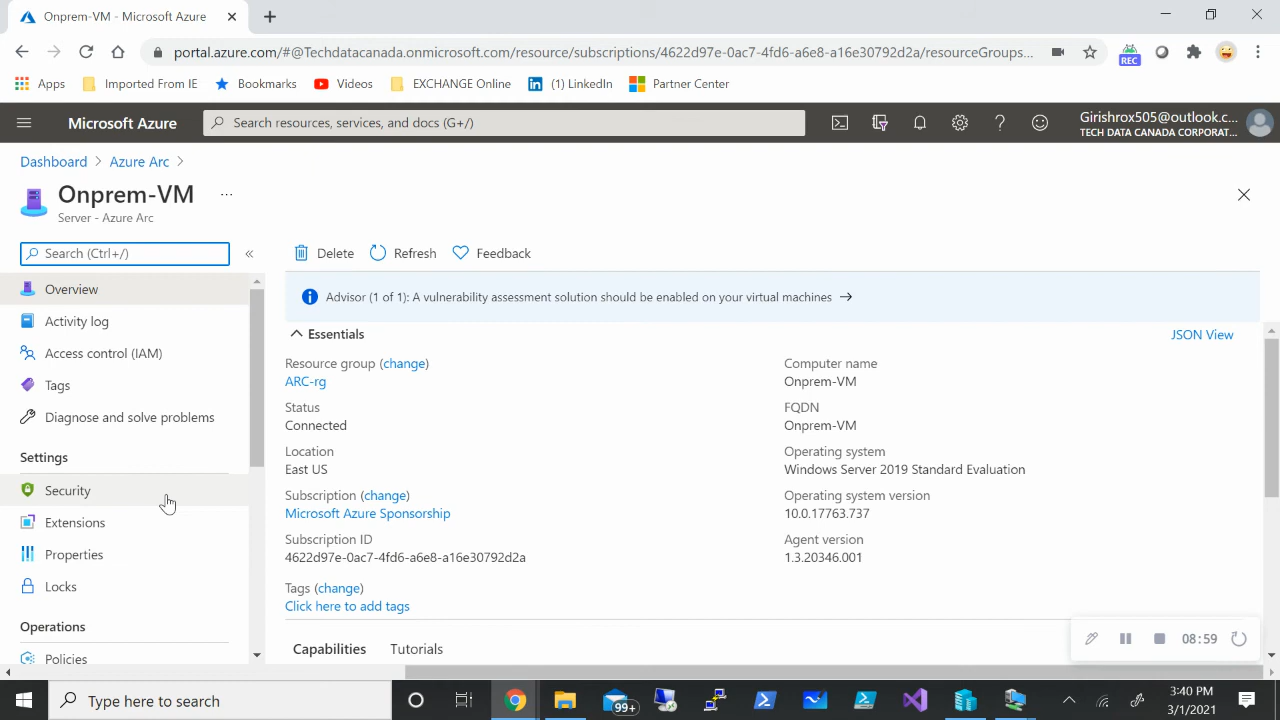 Onprem-VM - Microsoft Azure
portal.azure.com/#@Techdatacanada.onmicrosoft.com/resource/subscriptions/4622d97e-0ac7-4fd6-a6e8-a16e30792d2a/resourceGroups...
REC
Apps
Imported From IE
Bookmarks
Videos
EXCHANGE Online
(1) LinkedIn
Partner Center
Microsoft Azure
Search resources, services, and docs (G+/)
Girishrox505@outlook.c...
TECH DATA CANADA CORPORAT...
Dashboard > Azure Arc >
Onprem-VM ...
Server - Azure Arc
Search (Ctrl+/)
«
Overview
Activity log
Access control (IAM)
Tags
Diagnose and solve problems
Settings
Security
Extensions
Properties
Locks
Operations
Policies
Delete
Refresh
Feedback
Advisor (1 of 1): A vulnerability assessment solution should be enabled on your virtual machines →
Essentials
JSON View
Resource group (change)
ARC-rg
Status
Connected
Location
East US
Subscription (change)
Microsoft Azure Sponsorship
Subscription ID
4622d97e-0ac7-4fd6-a6e8-a16e30792d2a
Tags (change)
Click here to add tags
Computer name
Onprem-VM
FQDN
Onprem-VM
Operating system
Windows Server 2019 Standard Evaluation
Operating system version
10.0.17763.737
Agent version
1.3.20346.001
Capabilities
Tutorials
08:59
Type here to search
99+
3:40 PM
3/1/2021